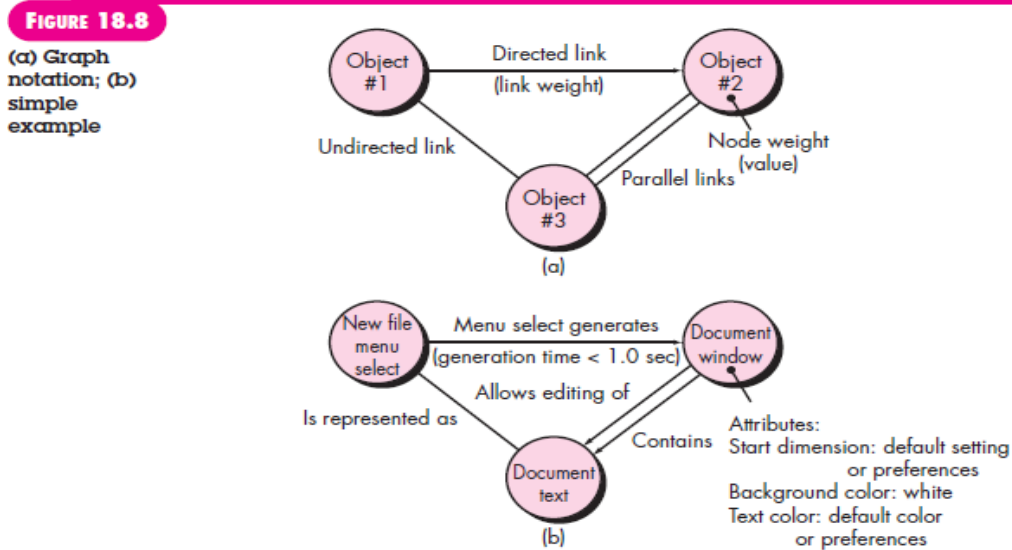 FIGURE 18.8
(a) Graph
notation; (b)
simple
example
Object
#1
Directed link
(link weight)
Object
#2
Undirected link
Node weight
(value)
Parallel links
Object
#3
(a)
New file
menu
select
Menu select generates
(generation time < 1.0 sec)
Document
window
Allows editing of
Is represented as
Contains
Attributes:
Start dimension: default setting
or preferences
Background color: white
Text color: default color
or preferences
Document
text
(b)